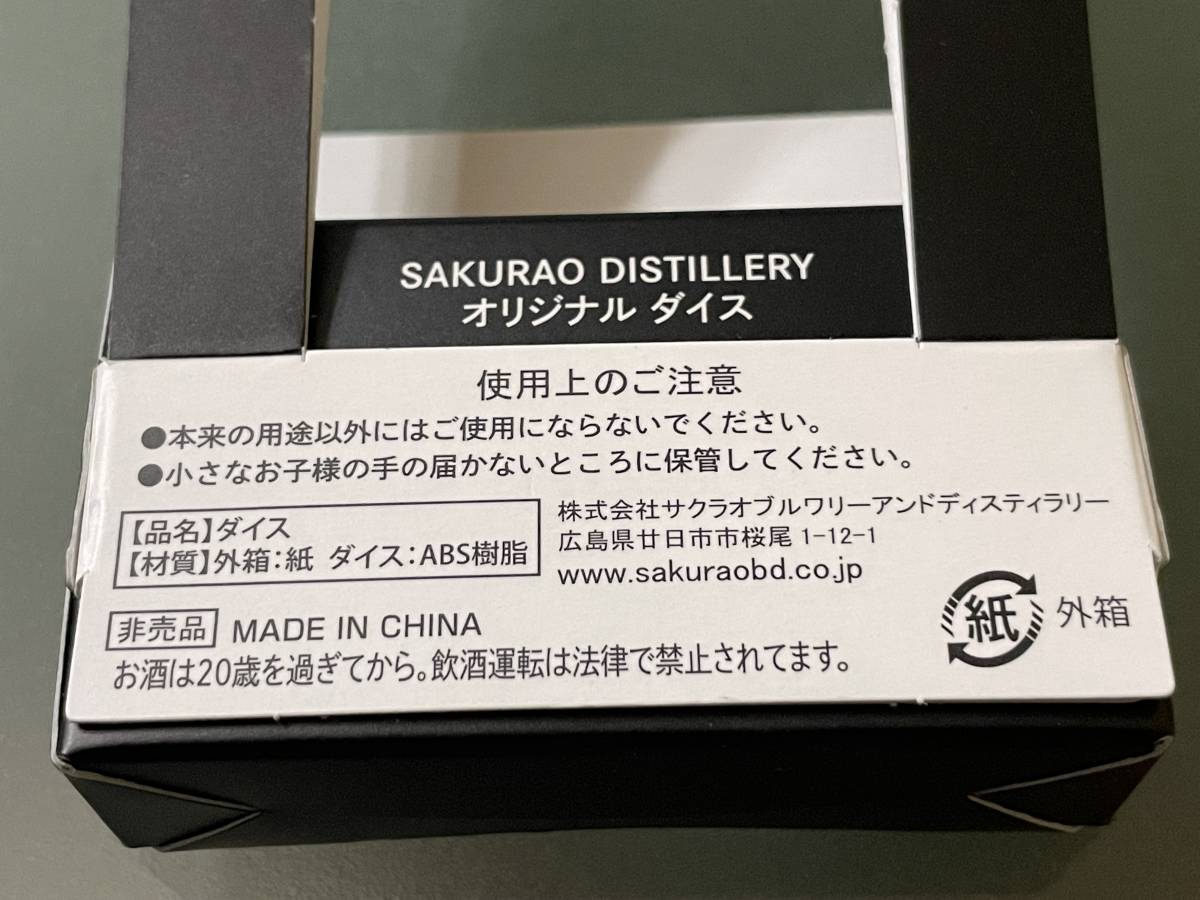 SAKURAO DISTILLERY
オリジナル ダイス
使用上のご注意
●本来の用途以外にはご使用にならないでください。
●小さなお子様の手の届かないところに保管してください。
【品名】ダイス
【材質】外箱：紙 ダイス：ABS樹脂
株式会社サクラオブルワリーアンドディスティラリー
広島県廿日市市桜尾 1-12-1
www.sakuraobd.co.jp
非売品 MADE IN CHINA
紙 外箱
お酒は20歳を過ぎてから。飲酒運転は法律で禁止されてます。